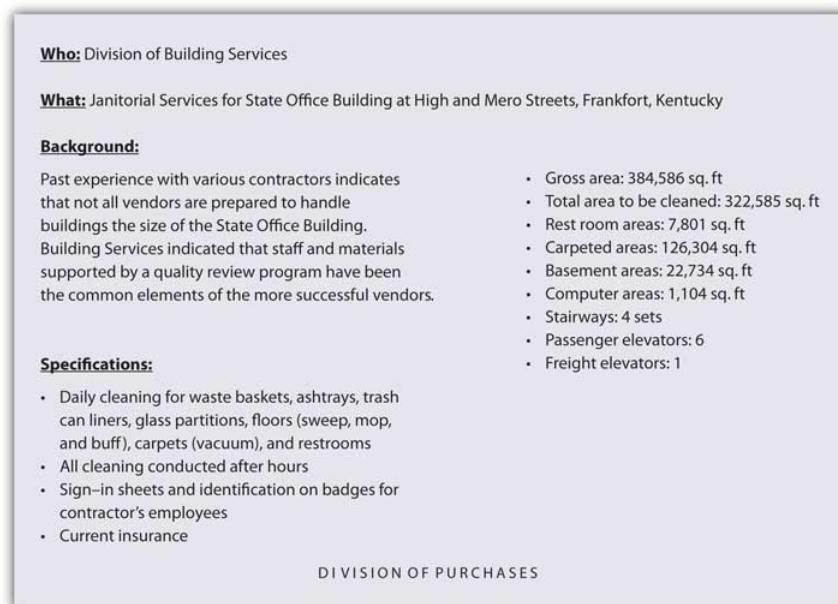 Who: Division of Building Services
What: Janitorial Services for State Office Building at High and Mero Streets, Frankfort, Kentucky
Background:
Past experience with various contractors indicates
that not all vendors are prepared to handle
buildings the size of the State Office Building.
Building Services indicated that staff and materials
supported by a quality review program have been
the common elements of the more successful vendors.
• Gross area: 384,586 sq. ft
• Total area to be cleaned: 322,585 sq. ft
• Rest room areas: 7,801 sq. ft
• Carpeted areas: 126,304 sq. ft
• Basement areas: 22,734 sq. ft
• Computer areas: 1,104 sq. ft
• Stairways: 4 sets
• Passenger elevators: 6
• Freight elevators: 1
Specifications:
• Daily cleaning for waste baskets, ashtrays, trash
can liners, glass partitions, floors (sweep, mop,
and buff), carpets (vacuum), and restrooms
• All cleaning conducted after hours
• Sign–in sheets and identification on badges for
contractor's employees
• Current insurance
DIVISION OF PURCHASES